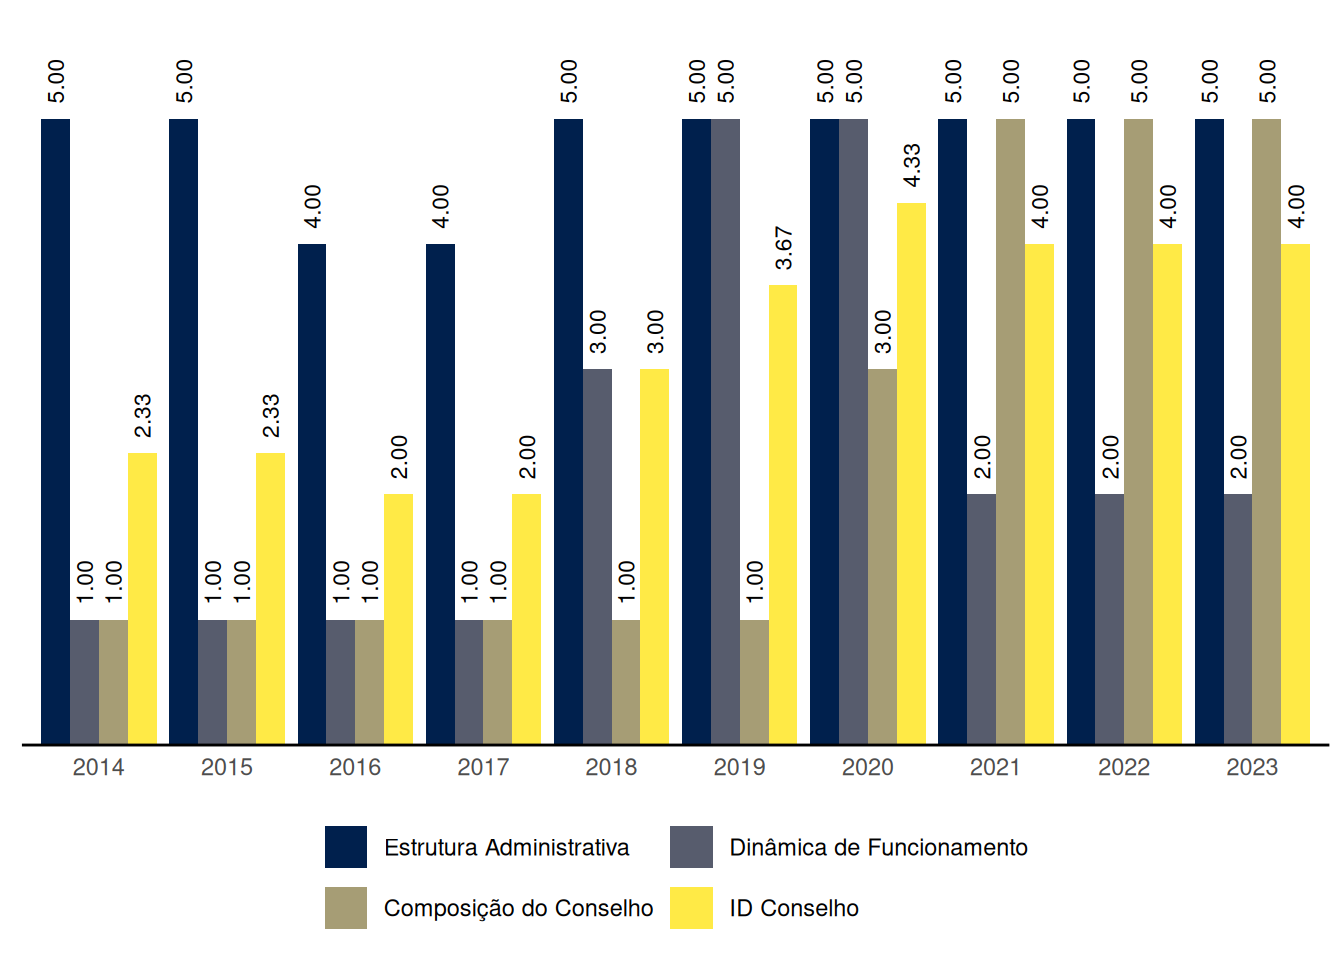 5.00 1.00 1.00 2.33 5.00 1.00 1.00 2.33 4.00 1.00 1.00 2.00 4.00 1.00 1.00 2.00 5.00 3.00 1.00 3.00 5.00 5.00 1.00 3.67 5.00 5.00 3.00 4.33 5.00 2.00 5.00 4.00 5.00 2.00 5.00 4.00 5.00 2.00 5.00 4.00
2014 2015 2016 2017 2018 2019 2020 2021 2022 2023
Estrutura Administrativa Dinâmica de Funcionamento
Composição do Conselho ID Conselho